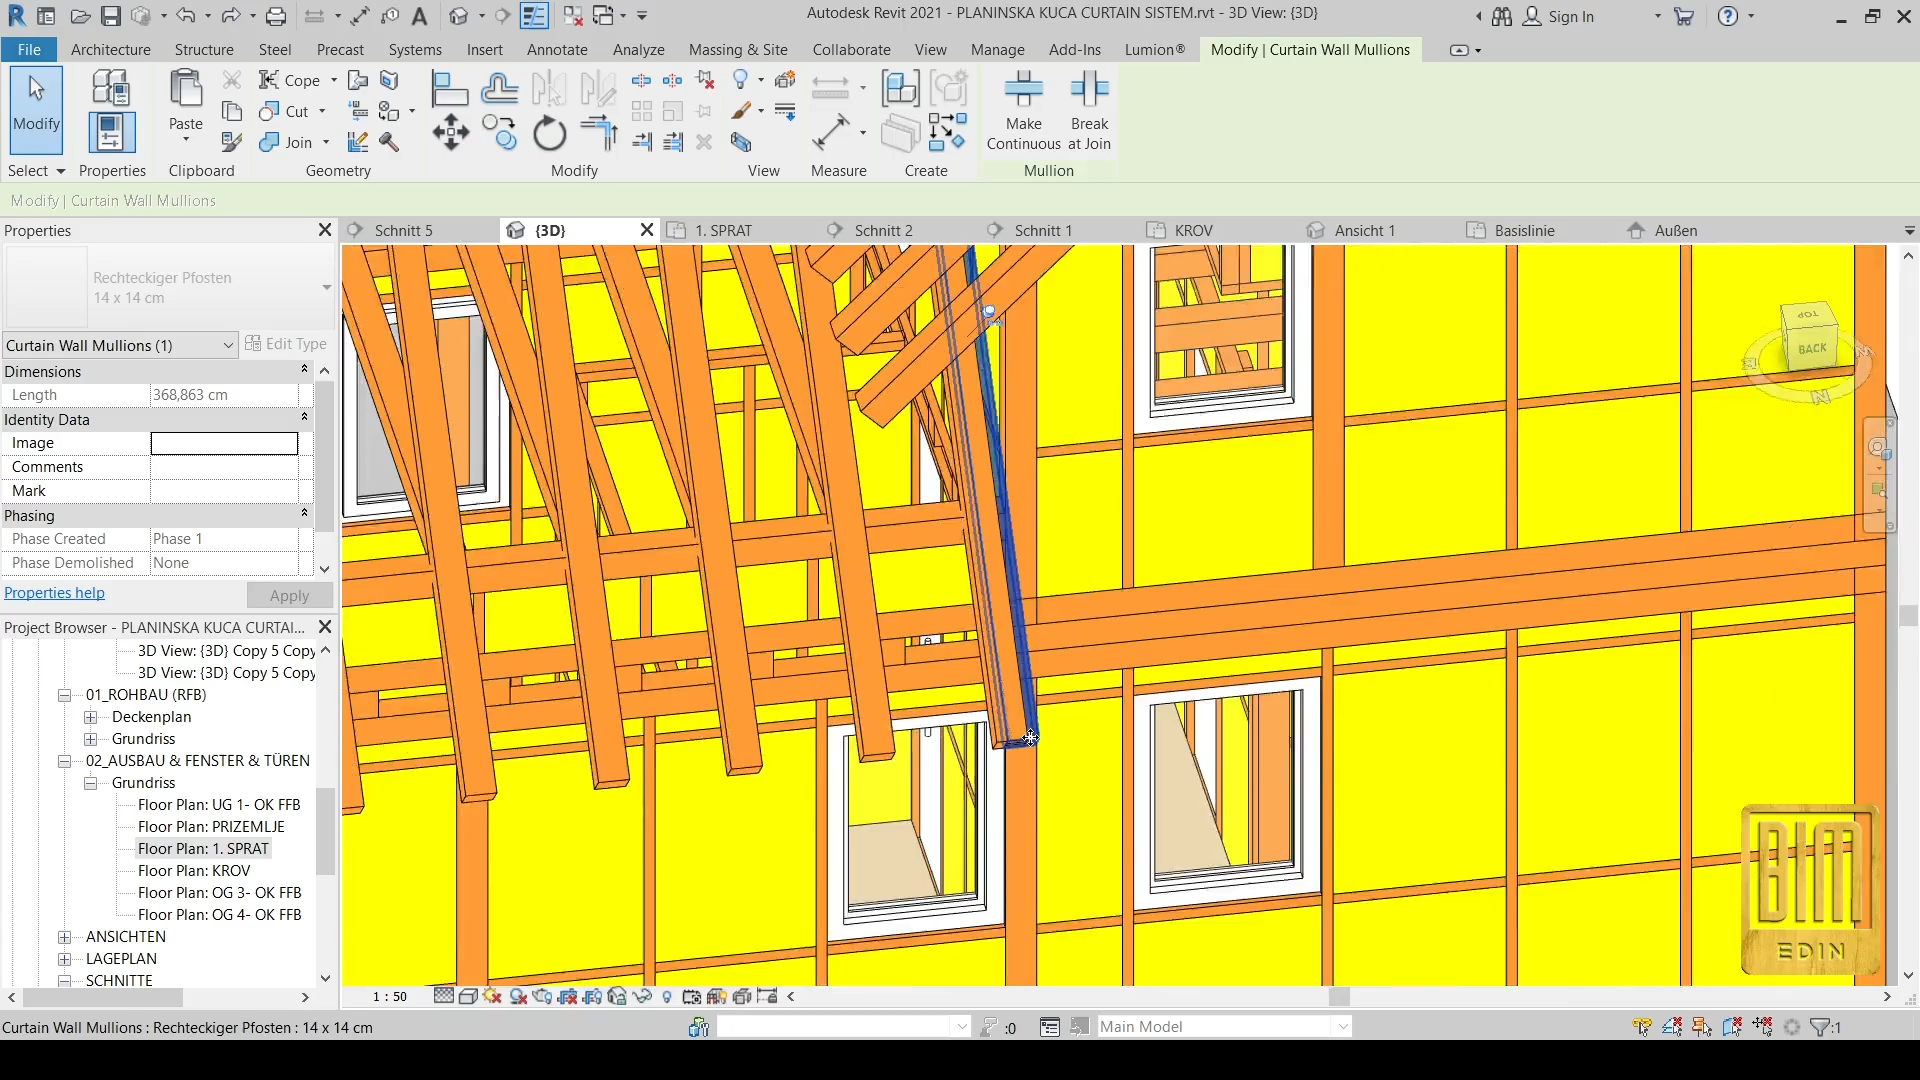 Autodesk Revit 2021 - PLANINSKA KUCA CURTAIN SISTEM.rvt - 3D View: {3D}
Sign In
File Architecture Structure Steel Precast Systems Insert Annotate Analyze Massing & Site Collaborate View Manage Add-Ins Lumion® Modify | Curtain Wall Mullions
Modify
Paste
Cope
Cut
Join
Make Continuous
Break at Join
Select Properties Clipboard Geometry Modify View Measure Create Mullion
Modify | Curtain Wall Mullions
Properties
Schnitt 5 {3D} 1. SPRAT Schnitt 2 Schnitt 1 KROV Ansicht 1 Basislinie Außen
Rechteckiger Pfosten
14 x 14 cm
Curtain Wall Mullions (1) Edit Type
Dimensions
Length 368,863 cm
Identity Data
Image
Comments
Mark
Phasing
Phase Created Phase 1
Phase Demolished None
Properties help Apply
Project Browser - PLANINSKA KUCA CURTAI...
3D View: {3D} Copy 5 Copy
3D View: {3D} Copy 5 Copy
01_ROHBAU (RFB)
Deckenplan
Grundriss
02_AUSBAU & FENSTER & TÜREN
Grundriss
Floor Plan: UG 1- OK FFB
Floor Plan: PRIZEMLJE
Floor Plan: 1. SPRAT
Floor Plan: KROV
Floor Plan: OG 3- OK FFB
Floor Plan: OG 4- OK FFB
ANSICHTEN
LAGEPLAN
SCHNITTE
TOP
BACK
N
BIM
EDIN
1 : 50
Curtain Wall Mullions : Rechteckiger Pfosten : 14 x 14 cm
:0
Main Model
:1